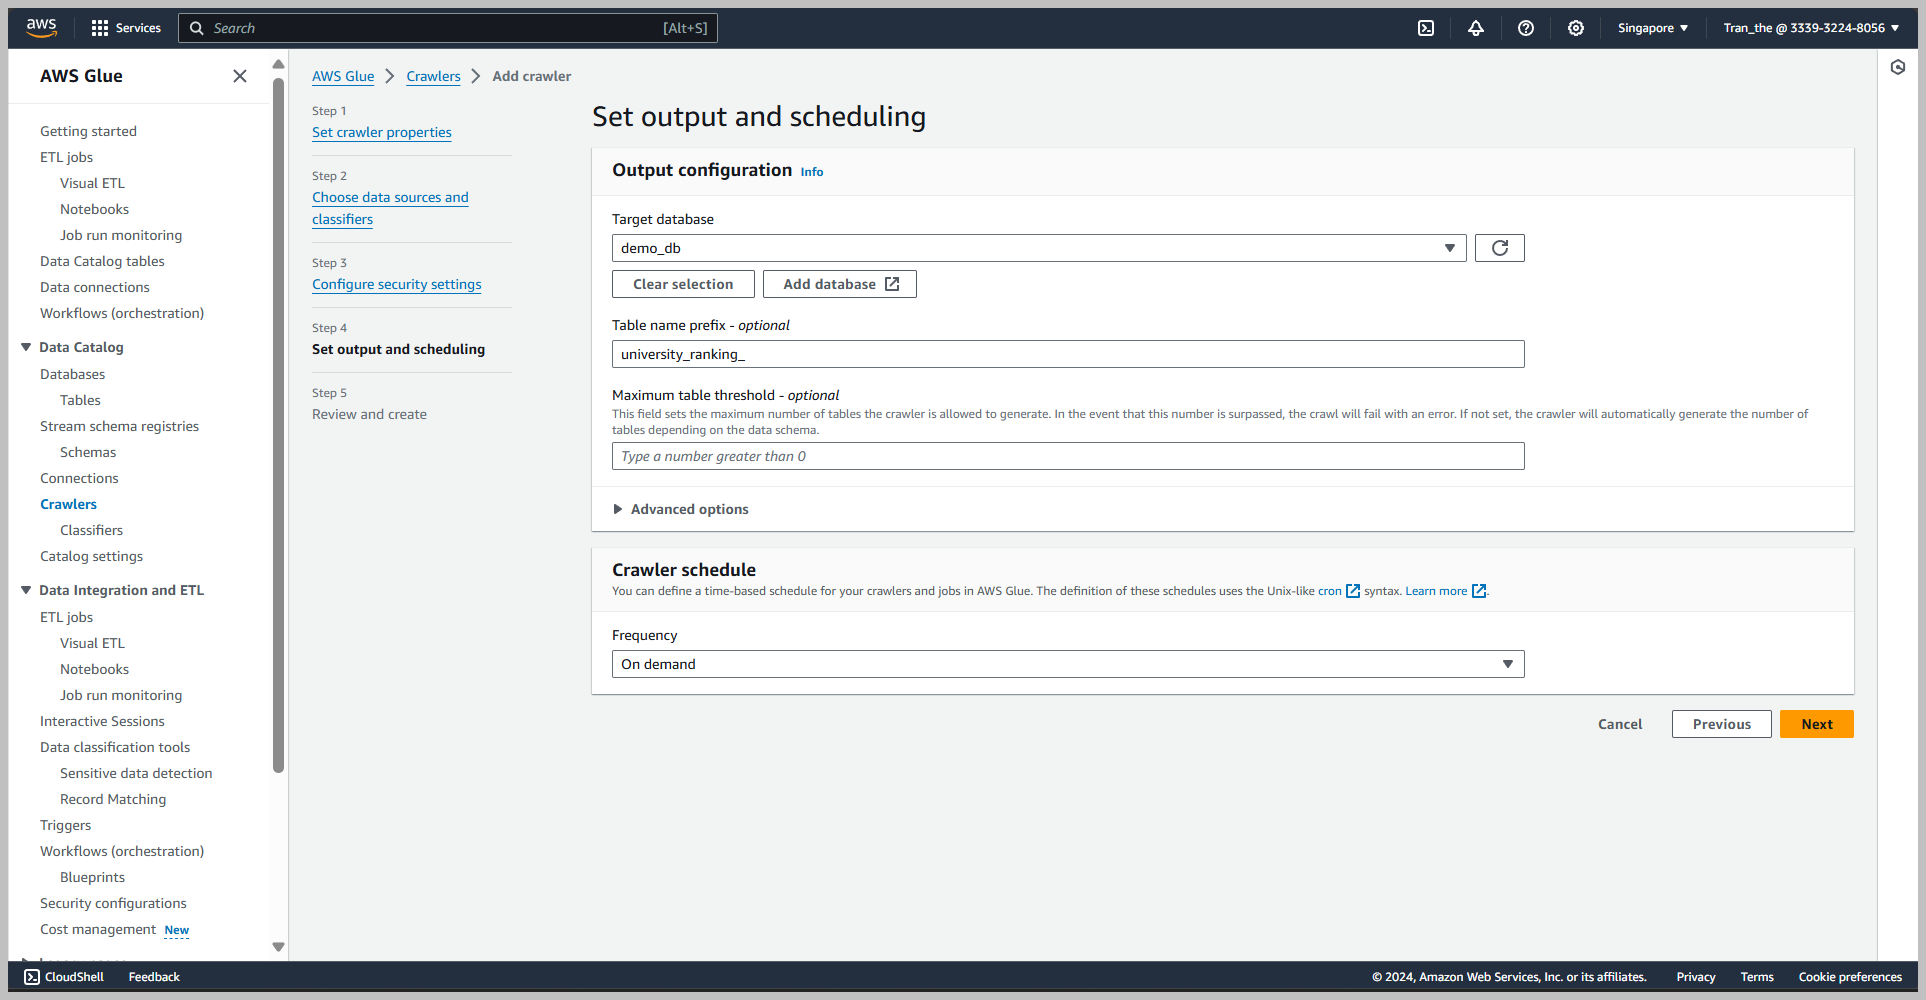 aws
Services
Search
[Alt+S]
Singapore
Tran_the @ 3339-3224-8056
AWS Glue
Getting started
ETL jobs
Visual ETL
Notebooks
Job run monitoring
Data Catalog tables
Data connections
Workflows (orchestration)
Data Catalog
Databases
Tables
Stream schema registries
Schemas
Connections
Crawlers
Classifiers
Catalog settings
Data Integration and ETL
ETL jobs
Visual ETL
Notebooks
Job run monitoring
Interactive Sessions
Data classification tools
Sensitive data detection
Record Matching
Triggers
Workflows (orchestration)
Blueprints
Security configurations
Cost management New
AWS Glue
Crawlers
Add crawler
Step 1
Set crawler properties
Step 2
Choose data sources and
classifiers
Step 3
Configure security settings
Step 4
Set output and scheduling
Step 5
Review and create
Set output and scheduling
Output configuration Info
Target database
demo_db
Clear selection
Add database
Table name prefix - optional
university_ranking_
Maximum table threshold - optional
This field sets the maximum number of tables the crawler is allowed to generate. In the event that this number is surpassed, the crawl will fail with an error. If not set, the crawler will automatically generate the number of
tables depending on the data schema.
Type a number greater than 0
Advanced options
Crawler schedule
You can define a time-based schedule for your crawlers and jobs in AWS Glue. The definition of these schedules uses the Unix-like cron syntax. Learn more.
Frequency
On demand
Cancel
Previous
Next
CloudShell
Feedback
© 2024, Amazon Web Services, Inc. or its affiliates.
Privacy
Terms
Cookie preferences